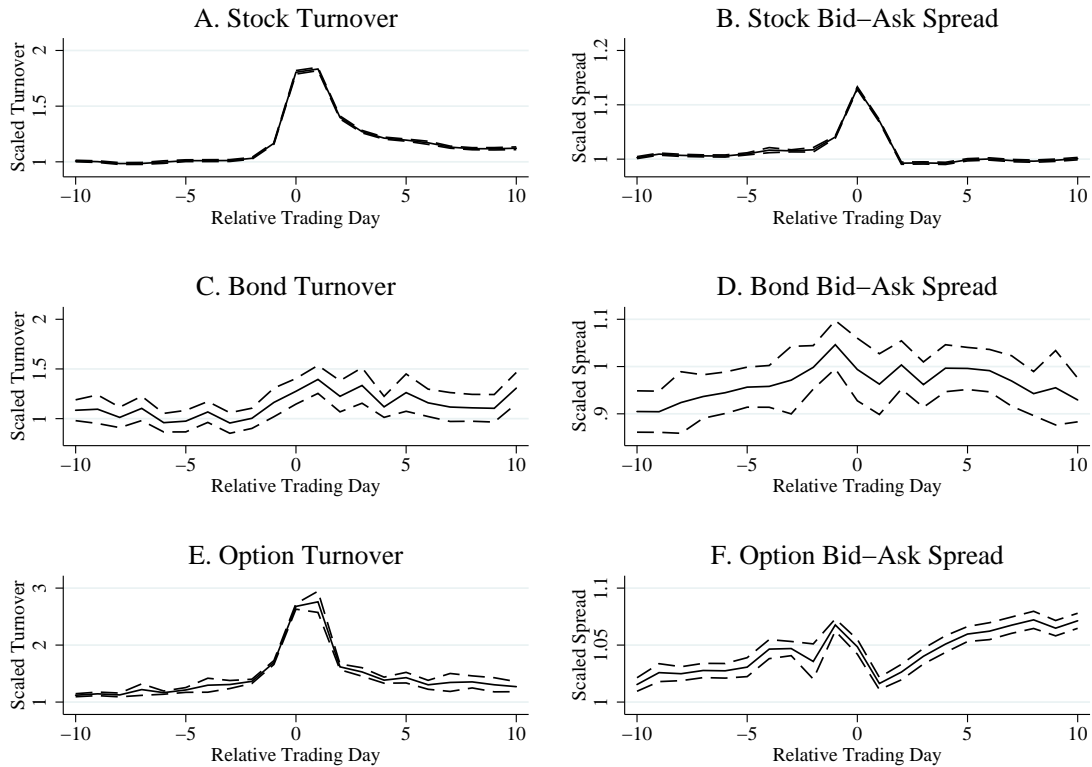 A. Stock Turnover
Scaled Turnover
2
1.5
1
−10 −5 0 5 10
Relative Trading Day
B. Stock Bid−Ask Spread
Scaled Spread
1.2
1.1
1
−10 −5 0 5 10
Relative Trading Day
C. Bond Turnover
Scaled Turnover
2
1.5
1
−10 −5 0 5 10
Relative Trading Day
D. Bond Bid−Ask Spread
Scaled Spread
1.1
1
.9
−10 −5 0 5 10
Relative Trading Day
E. Option Turnover
Scaled Turnover
3
2
1
−10 −5 0 5 10
Relative Trading Day
F. Option Bid−Ask Spread
Scaled Spread
1.1
1.05
1
−10 −5 0 5 10
Relative Trading Day